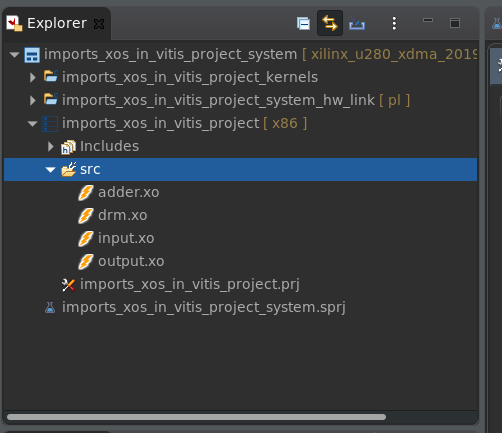 Explorer
imports_xos_in_vitis_project_system [ xilinx_u280_xdma_2019
imports_xos_in_vitis_project_kernels
imports_xos_in_vitis_project_system_hw_link [ pl ]
imports_xos_in_vitis_project [ x86 ]
Includes
src
adder.xo
drm.xo
input.xo
output.xo
imports_xos_in_vitis_project.prj
imports_xos_in_vitis_project_system.sprj